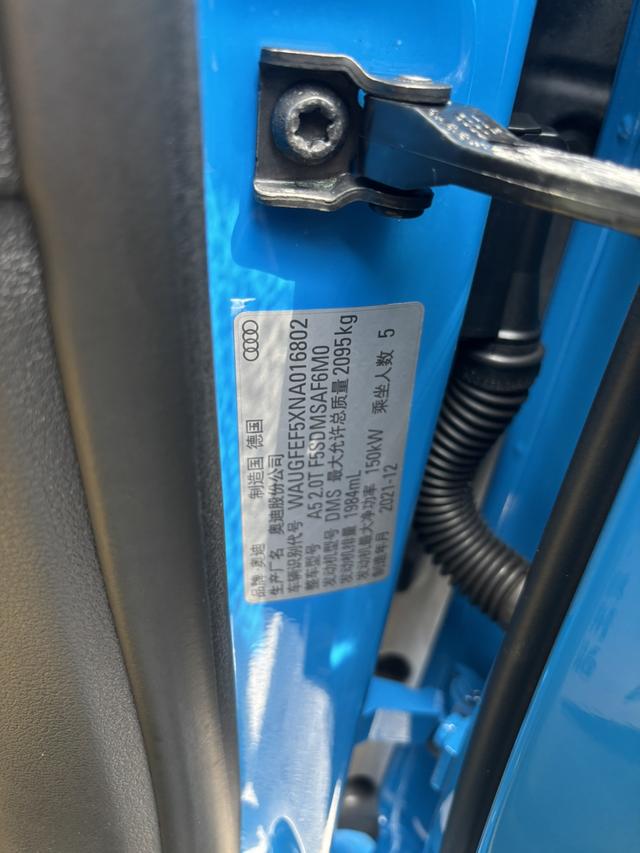 品牌 奥迪 制造国 德国
生产厂名 奥迪股份公司
车辆识别代号 WAUGFEF5XNA016802
整车型号 A5 2.0T F5SDMSAF6M0
发动机型号 DMS 最大允许总质量 2095kg
发动机排量 1984mL
发动机最大净功率 150kW 乘坐人数 5
制造年月 2021-12